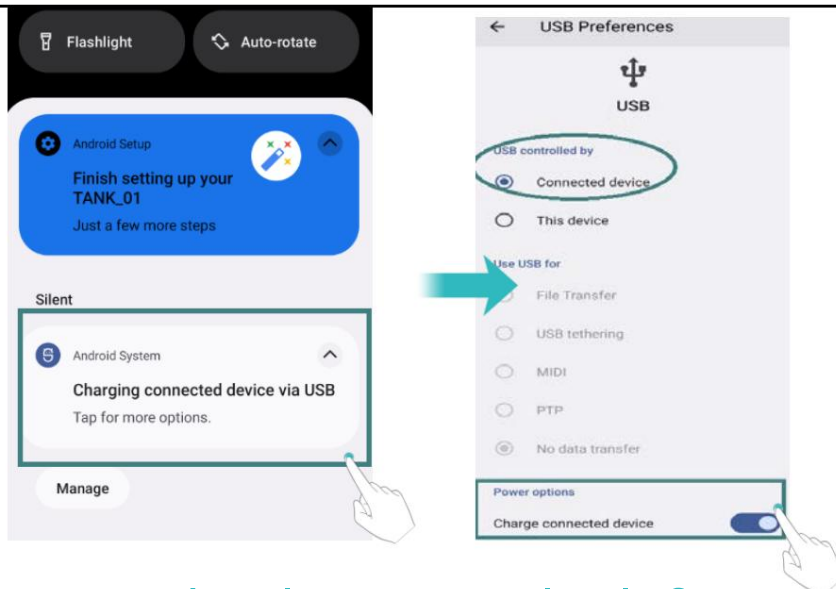 Flashlight
Auto-rotate
Android Setup
Finish setting up your
TANK_01
Just a few more steps
Silent
Android System
Charging connected device via USB
Tap for more options.
Manage
USB Preferences
USB
USB controlled by
Connected device
This device
Use USB for
File Transfer
USB tethering
MIDI
PTP
No data transfer
Power options
Charge connected device